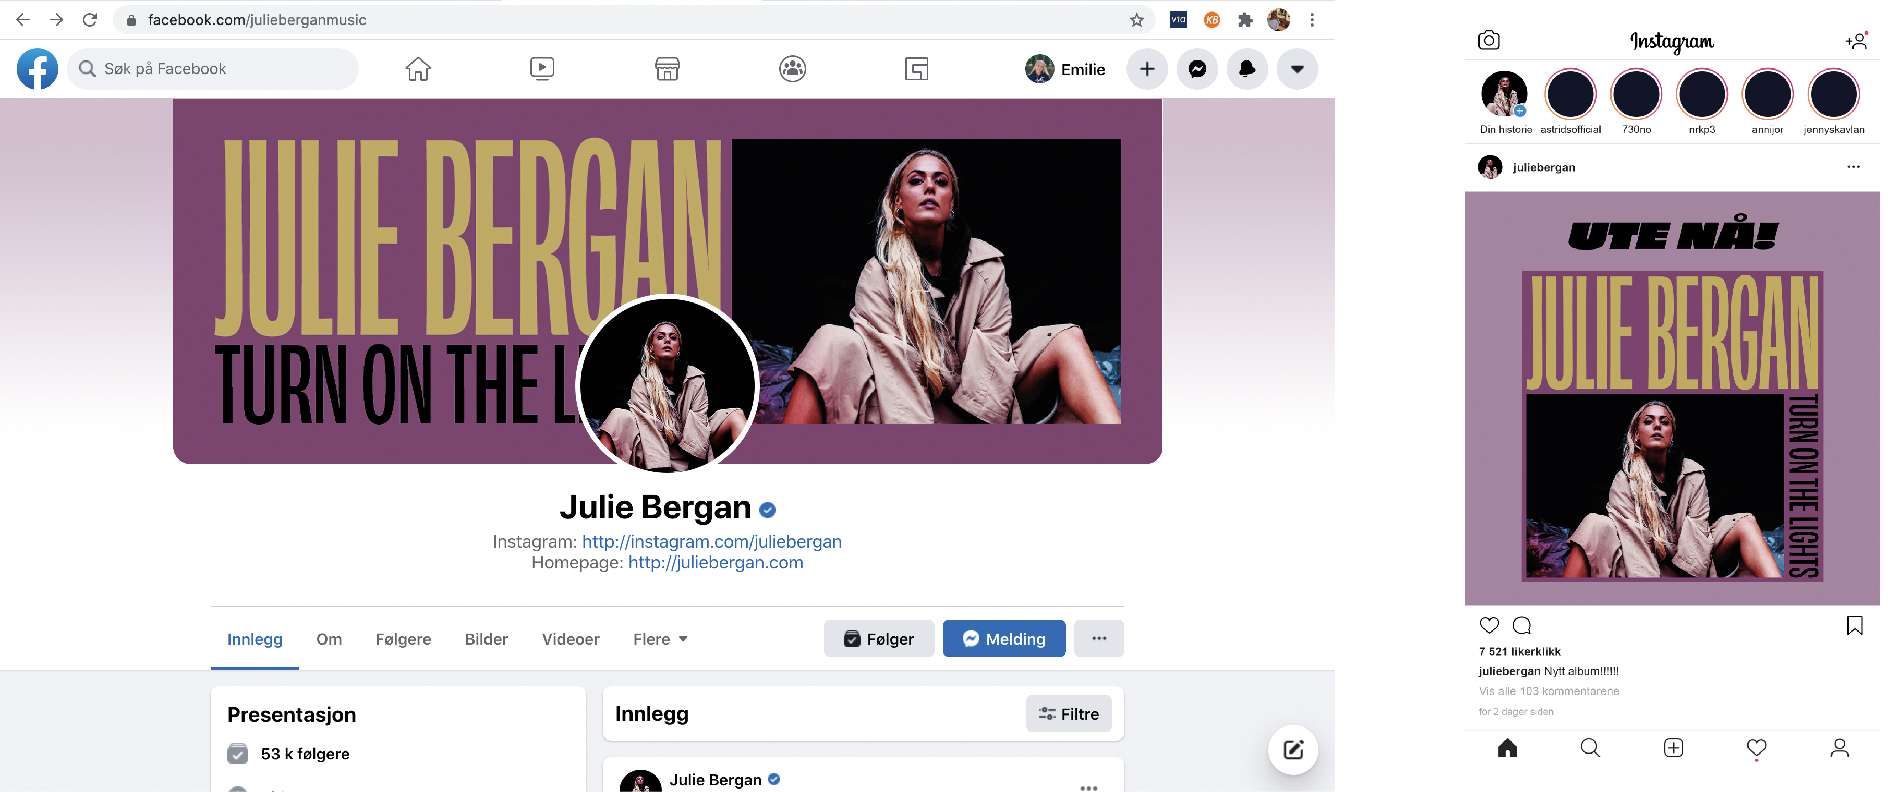 facebook.com/julieberganmusic
via
KB
Søk på Facebook
Emilie
JULIE BERGAN
TURN ON THE L
Julie Bergan
Instagram: http://instagram.com/juliebergan
Homepage: http://juliebergan.com
Innlegg
Om
Følgere
Bilder
Videoer
Flere
Følger
Melding
Presentasjon
53 k følgere
Innlegg
Filtre
Julie Bergan
Instagram
Din historie
astridsofficial
730no
nrkp3
annijor
jennyskavlan
juliebergan
UTE NÅ!
JULIE BERGAN
TURN ON THE LIGHTS
7 521 likerklikk
juliebergan Nytt album!!!!!!
Vis alle 103 kommentarene
for 2 dager siden